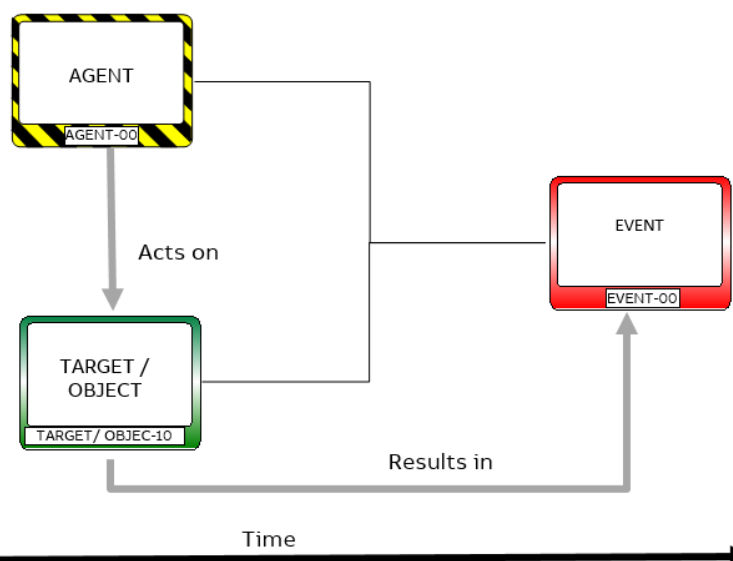 AGENT
AGENT-00
Acts on
EVENT
EVENT-00
TARGET /
OBJECT
TARGET/ OBJEC-10
Results in
Time